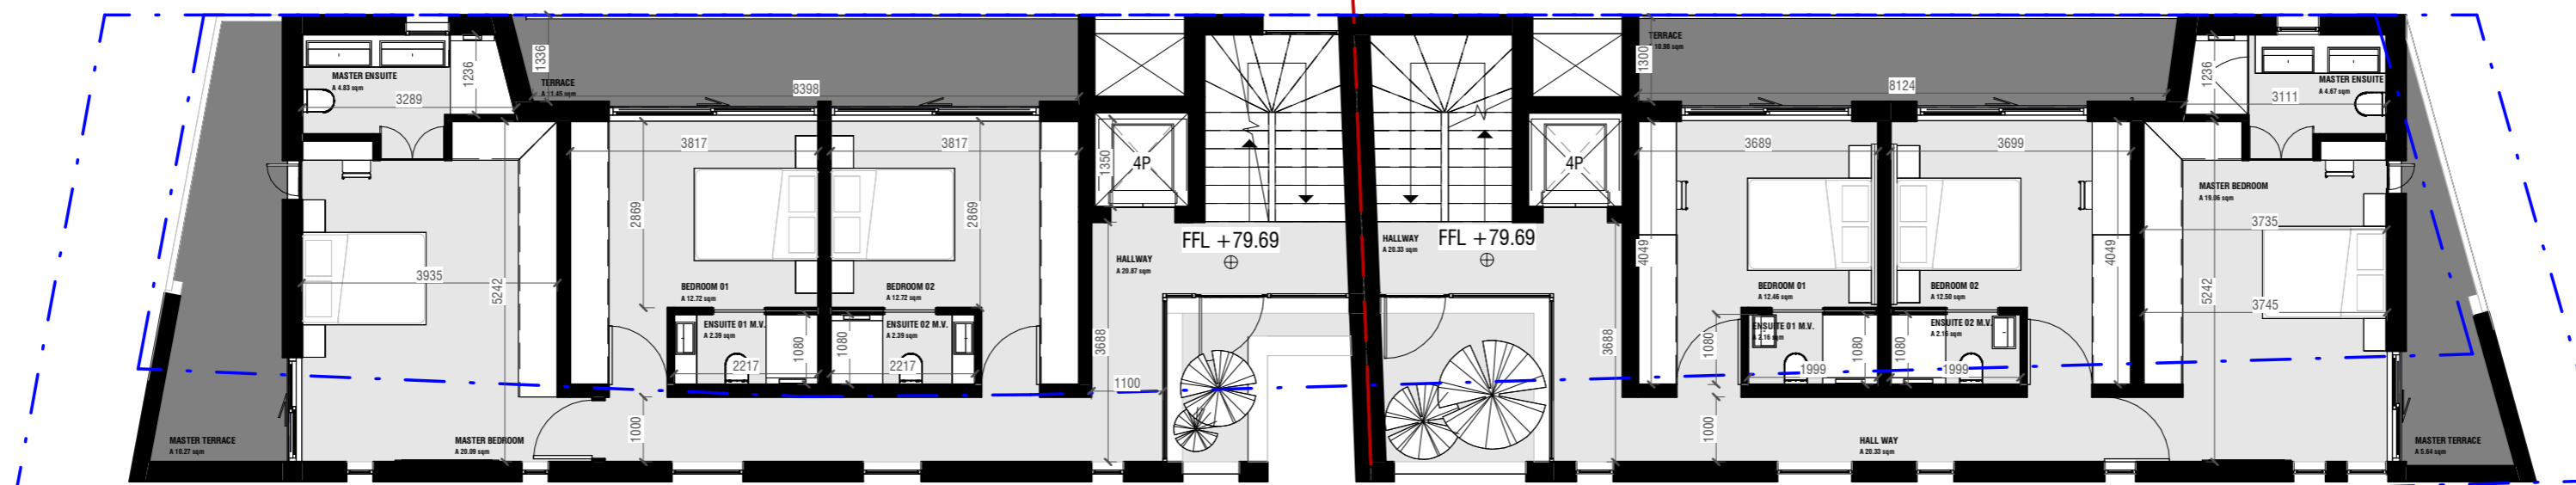 MASTER ENSUITE
A 4.83 sqm
3289
1236
1336
TERRACE
A 11.45 sqm
8398
3817
3817
2869
2869
1350
4P
FFL +79.69
HALLWAY
A 20.87 sqm
3935
5242
BEDROOM 01
A 12.72 sqm
BEDROOM 02
A 12.72 sqm
ENSUITE 01 M.V.
A 2.39 sqm
ENSUITE 02 M.V.
A 2.39 sqm
1080
1080
2217
2217
3688
1100
1000
MASTER TERRACE
A 10.27 sqm
MASTER BEDROOM
A 20.09 sqm
TERRACE
A 10.98 sqm
1300
8124
1236
MASTER ENSUITE
A 4.67 sqm
3111
4P
3689
3699
HALLWAY
A 20.33 sqm
FFL +79.69
4049
4049
MASTER BEDROOM
A 19.06 sqm
3735
5242
3745
BEDROOM 01
A 12.46 sqm
BEDROOM 02
A 12.50 sqm
ENSUITE 01 M.V.
A 2.16 sqm
ENSUITE 02 M.V.
3688
1080
1080
1080
1999
1999
1000
HALL WAY
A 20.33 sqm
MASTER TERRACE
A 5.64 sqm